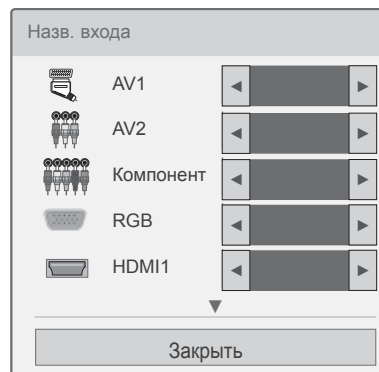 Назв. входа
AV1
AV2
Компонент
RGB
HDMI1
Закрыть